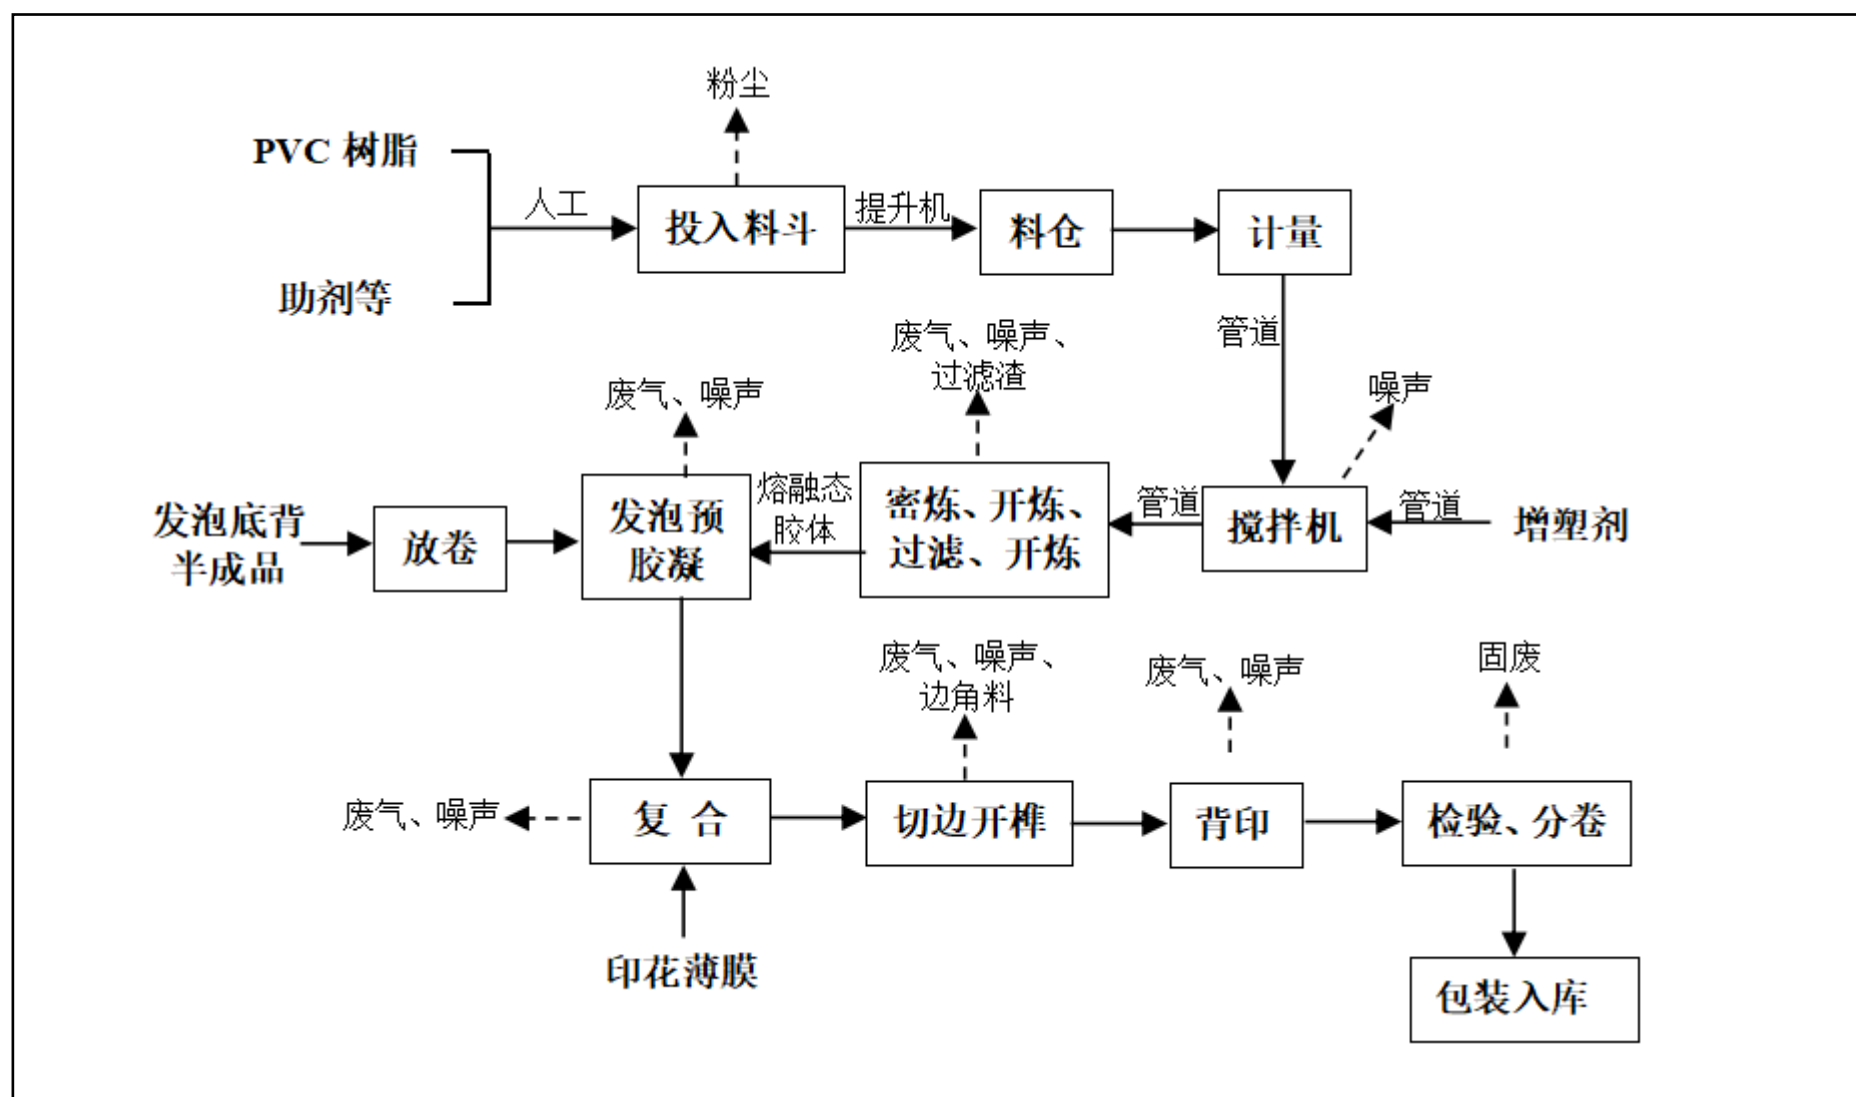 粉尘
PVC 树脂
人工
投入料斗
提升机
料仓
计量
助剂等
管道
废气、噪声、
过滤渣
废气、噪声
噪声
发泡底背
半成品
放卷
发泡预
胶凝
熔融态
胶体
密炼、开炼、
过滤、开炼
管道
搅拌机
管道
增塑剂
废气、噪声、
边角料
废气、噪声
固废
废气、噪声
复 合
切边开榫
背印
检验、分卷
印花薄膜
包装入库